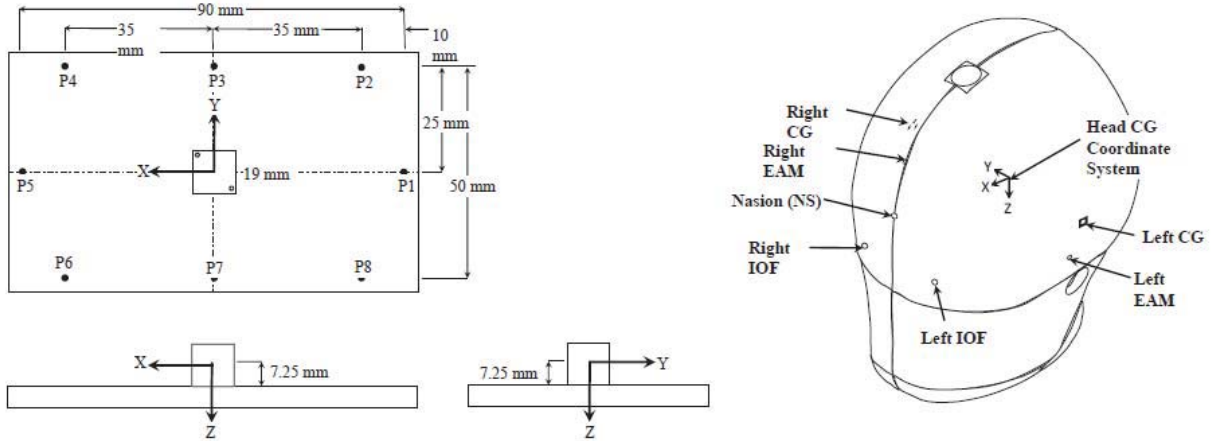 90 mm
35
mm
35 mm
10
mm
P4
P3
P2
Y
25 mm
X
19 mm
P5
P1
50 mm
P6
P7
P8
X
7.25 mm
Z
7.25 mm
Y
Z
Right
CG
Right
EAM
Nasion (NS)
Right
IOF
Head CG
Coordinate
System
Y
X
Z
Left CG
Left
EAM
Left IOF